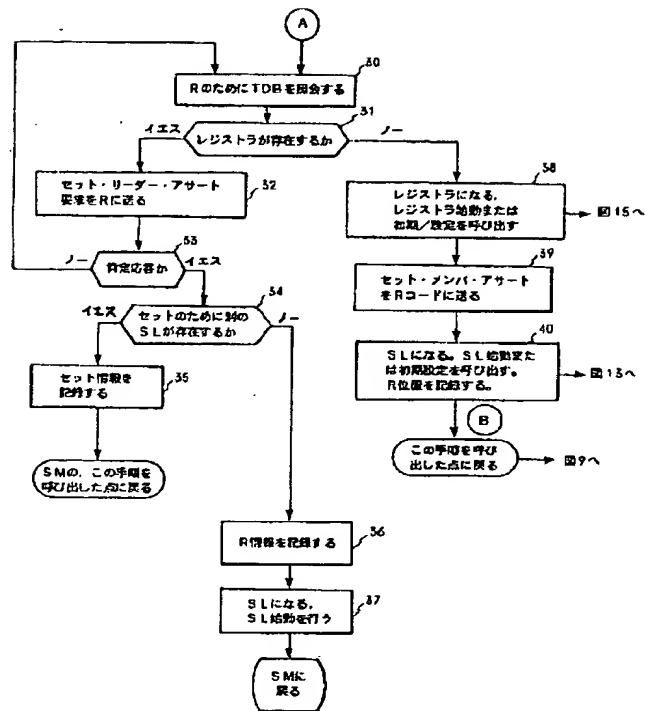 A
30
RのためにTDBを照会する
31
レジストラが存在するか
イエス
ノー
32
セット・リーダー・アサート
要求をRに送る
33
肯定応答か
ノー
イエス
34
セットのために別の
SLが存在するか
イエス
ノー
35
セット情報を
記録する
SMの、この手順を
呼び出した点に戻る
36
R情報を記録する
37
SLになる,
SL始動を行う
SMに
戻る
38
レジストラになる,
レジストラ始動または
初期/設定を呼び出す
図15へ
39
セット・メンバ・アサート
をRコードに送る
40
SLになる。SL始動また
は初期設定を呼び出す。
R位置を記録する。
図13へ
B
この手順を呼び
出した点に戻る
図9へ